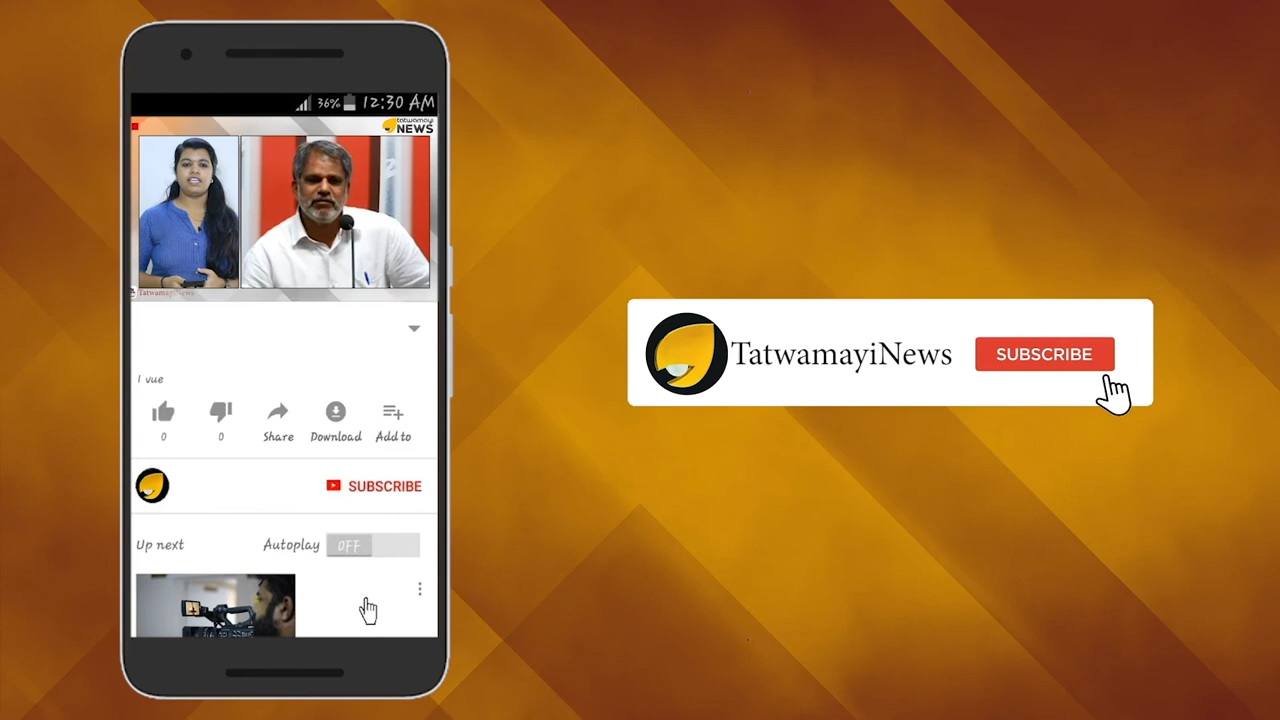 36% 12:30 AM
tatwamayi
NEWS
TatwamayiNews
1 vue
0
0
Share
Download
Add to
SUBSCRIBE
Up next
Autoplay
OFF
TatwamayiNews
SUBSCRIBE